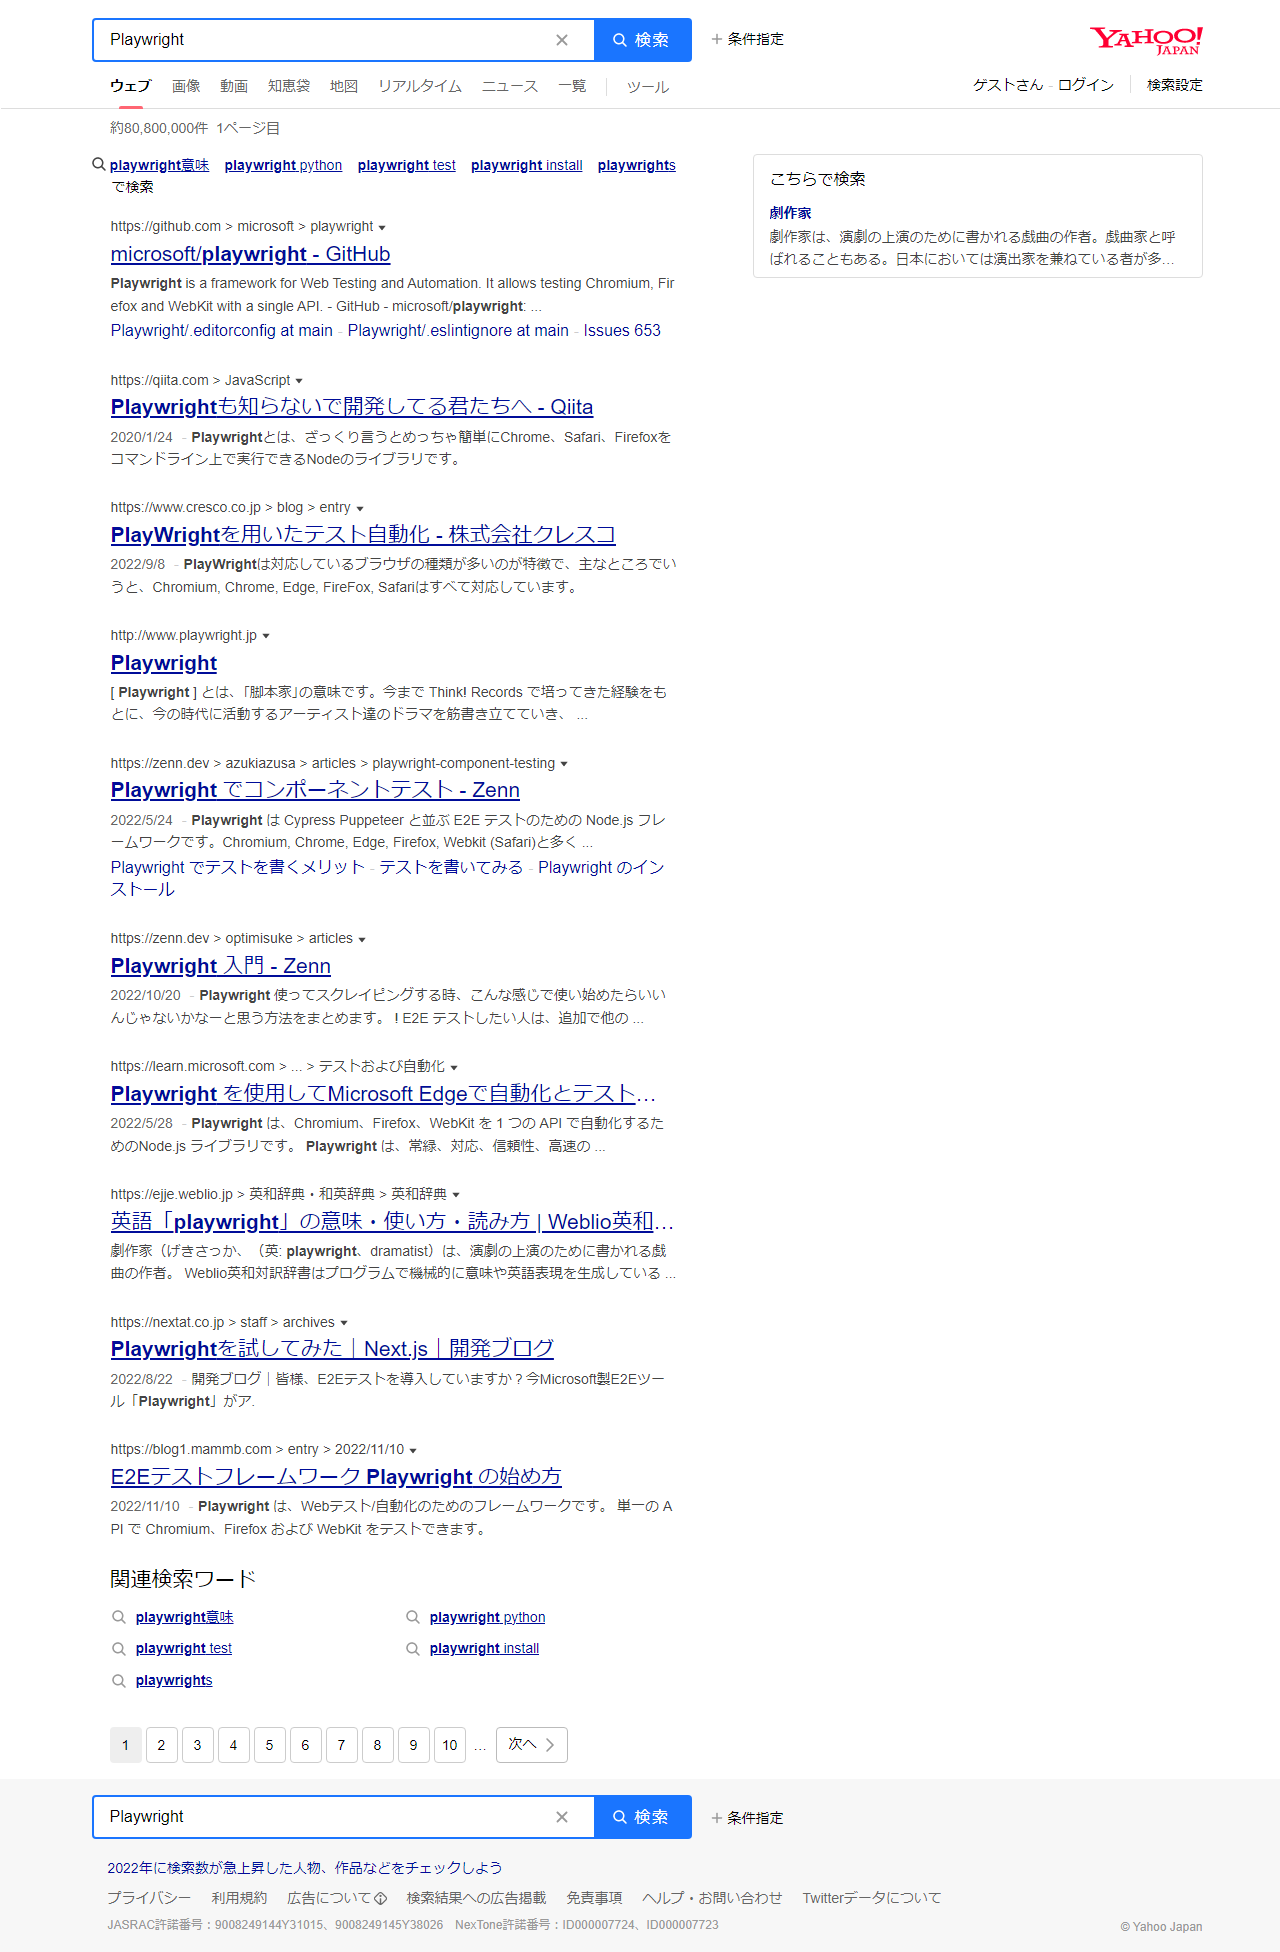 Playwright
検索
条件指定
YAHOO!
JAPAN
ウェブ 画像 動画 知恵袋 地図 リアルタイム ニュース 一覧 ツール
ゲストさん - ログイン 検索設定
約80,800,000件 1ページ目
playwright意味 playwright python playwright test playwright install playwrights
で検索
こちらで検索
劇作家
劇作家は、演劇の上演のために書かれる戯曲の作者。戯曲家と呼
ばれることもある。日本においては演出家を兼ねている者が多...
https://github.com > microsoft > playwright
microsoft/playwright - GitHub
Playwright is a framework for Web Testing and Automation. It allows testing Chromium, Fir
efox and WebKit with a single API. - GitHub - microsoft/playwright: ...
Playwright/.editorconfig at main - Playwright/.eslintignore at main - Issues 653
https://qiita.com > JavaScript
Playwrightも知らないで開発してる君たちへ - Qiita
2020/1/24 - Playwrightとは、ざっくり言うとめっちゃ簡単にChrome、Safari、Firefoxを
コマンドライン上で実行できるNodeのライブラリです。
https://www.cresco.co.jp > blog > entry
PlayWrightを用いたテスト自動化 - 株式会社クレスコ
2022/9/8 - PlayWrightは対応しているブラウザの種類が多いのが特徴で、主なところでい
うと、Chromium, Chrome, Edge, FireFox, Safariはすべて対応しています。
http://www.playwright.jp
Playwright
[ Playwright ] とは、「脚本家」の意味です。今まで Think! Records で培ってきた経験をも
とに、今の時代に活動するアーティスト達のドラマを筋書き立てていき、 ...
https://zenn.dev > azukiazusa > articles > playwright-component-testing
Playwright でコンポーネントテスト - Zenn
2022/5/24 - Playwright は Cypress Puppeteer と並ぶ E2E テストのための Node.js フレ
ームワークです。Chromium, Chrome, Edge, Firefox, Webkit (Safari)と多く ...
Playwright でテストを書くメリット - テストを書いてみる - Playwright のイン
ストール
https://zenn.dev > optimisuke > articles
Playwright 入門 - Zenn
2022/10/20 - Playwright 使ってスクレイピングする時、こんな感じで使い始めたらいい
んじゃないかなーと思う方法をまとめます。 ! E2E テストしたい人は、追加で他の ...
https://learn.microsoft.com > ... > テストおよび自動化
Playwright を使用してMicrosoft Edgeで自動化とテスト...
2022/5/28 - Playwright は、Chromium、Firefox、WebKit を 1 つの API で自動化するた
めのNode.js ライブラリです。 Playwright は、常緑、対応、信頼性、高速の ...
https://ejje.weblio.jp > 英和辞典・和英辞典 > 英和辞典
英語「playwright」の意味・使い方・読み方 | Weblio英和...
劇作家（げきさっか、（英: playwright、dramatist）は、演劇の上演のために書かれる戯
曲の作者。 Weblio英和対訳辞書はプログラムで機械的に意味や英語表現を生成している ...
https://nextat.co.jp > staff > archives
Playwrightを試してみた｜Next.js｜開発ブログ
2022/8/22 - 開発ブログ｜皆様、E2Eテストを導入していますか？今Microsoft製E2Eツー
ル「Playwright」がア.
https://blog1.mammb.com > entry > 2022/11/10
E2Eテストフレームワーク Playwright の始め方
2022/11/10 - Playwright は、Webテスト/自動化のためのフレームワークです。 単一の A
PI で Chromium、Firefox および WebKit をテストできます。
関連検索ワード
playwright意味 playwright python
playwright test playwright install
playwrights
1 2 3 4 5 6 7 8 9 10 ... 次へ
Playwright
検索
条件指定
2022年に検索数が急上昇した人物、作品などをチェックしよう
プライバシー 利用規約 広告について 検索結果への広告掲載 免責事項 ヘルプ・お問い合わせ Twitterデータについて
JASRAC許諾番号：9008249144Y31015、9008249145Y38026 NexTone許諾番号：ID000007724、ID000007723
© Yahoo Japan